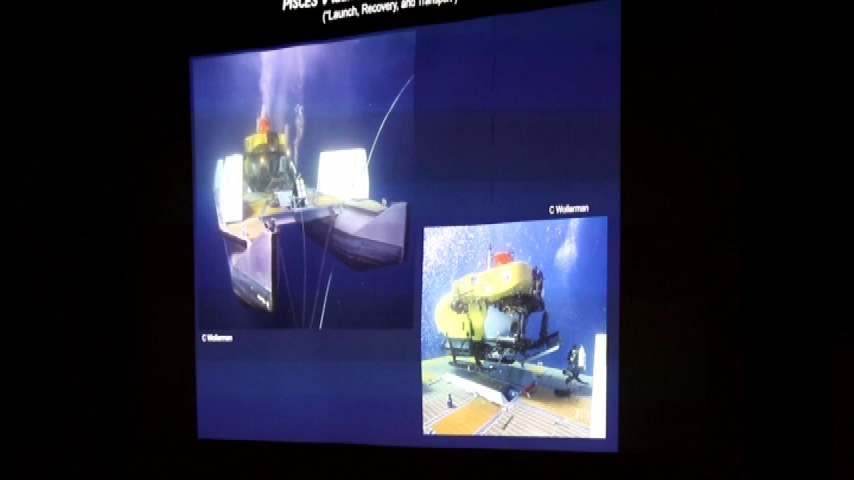 PISCES V
("Launch, Recovery, and Transport")
C Wollerman
C Wollerman